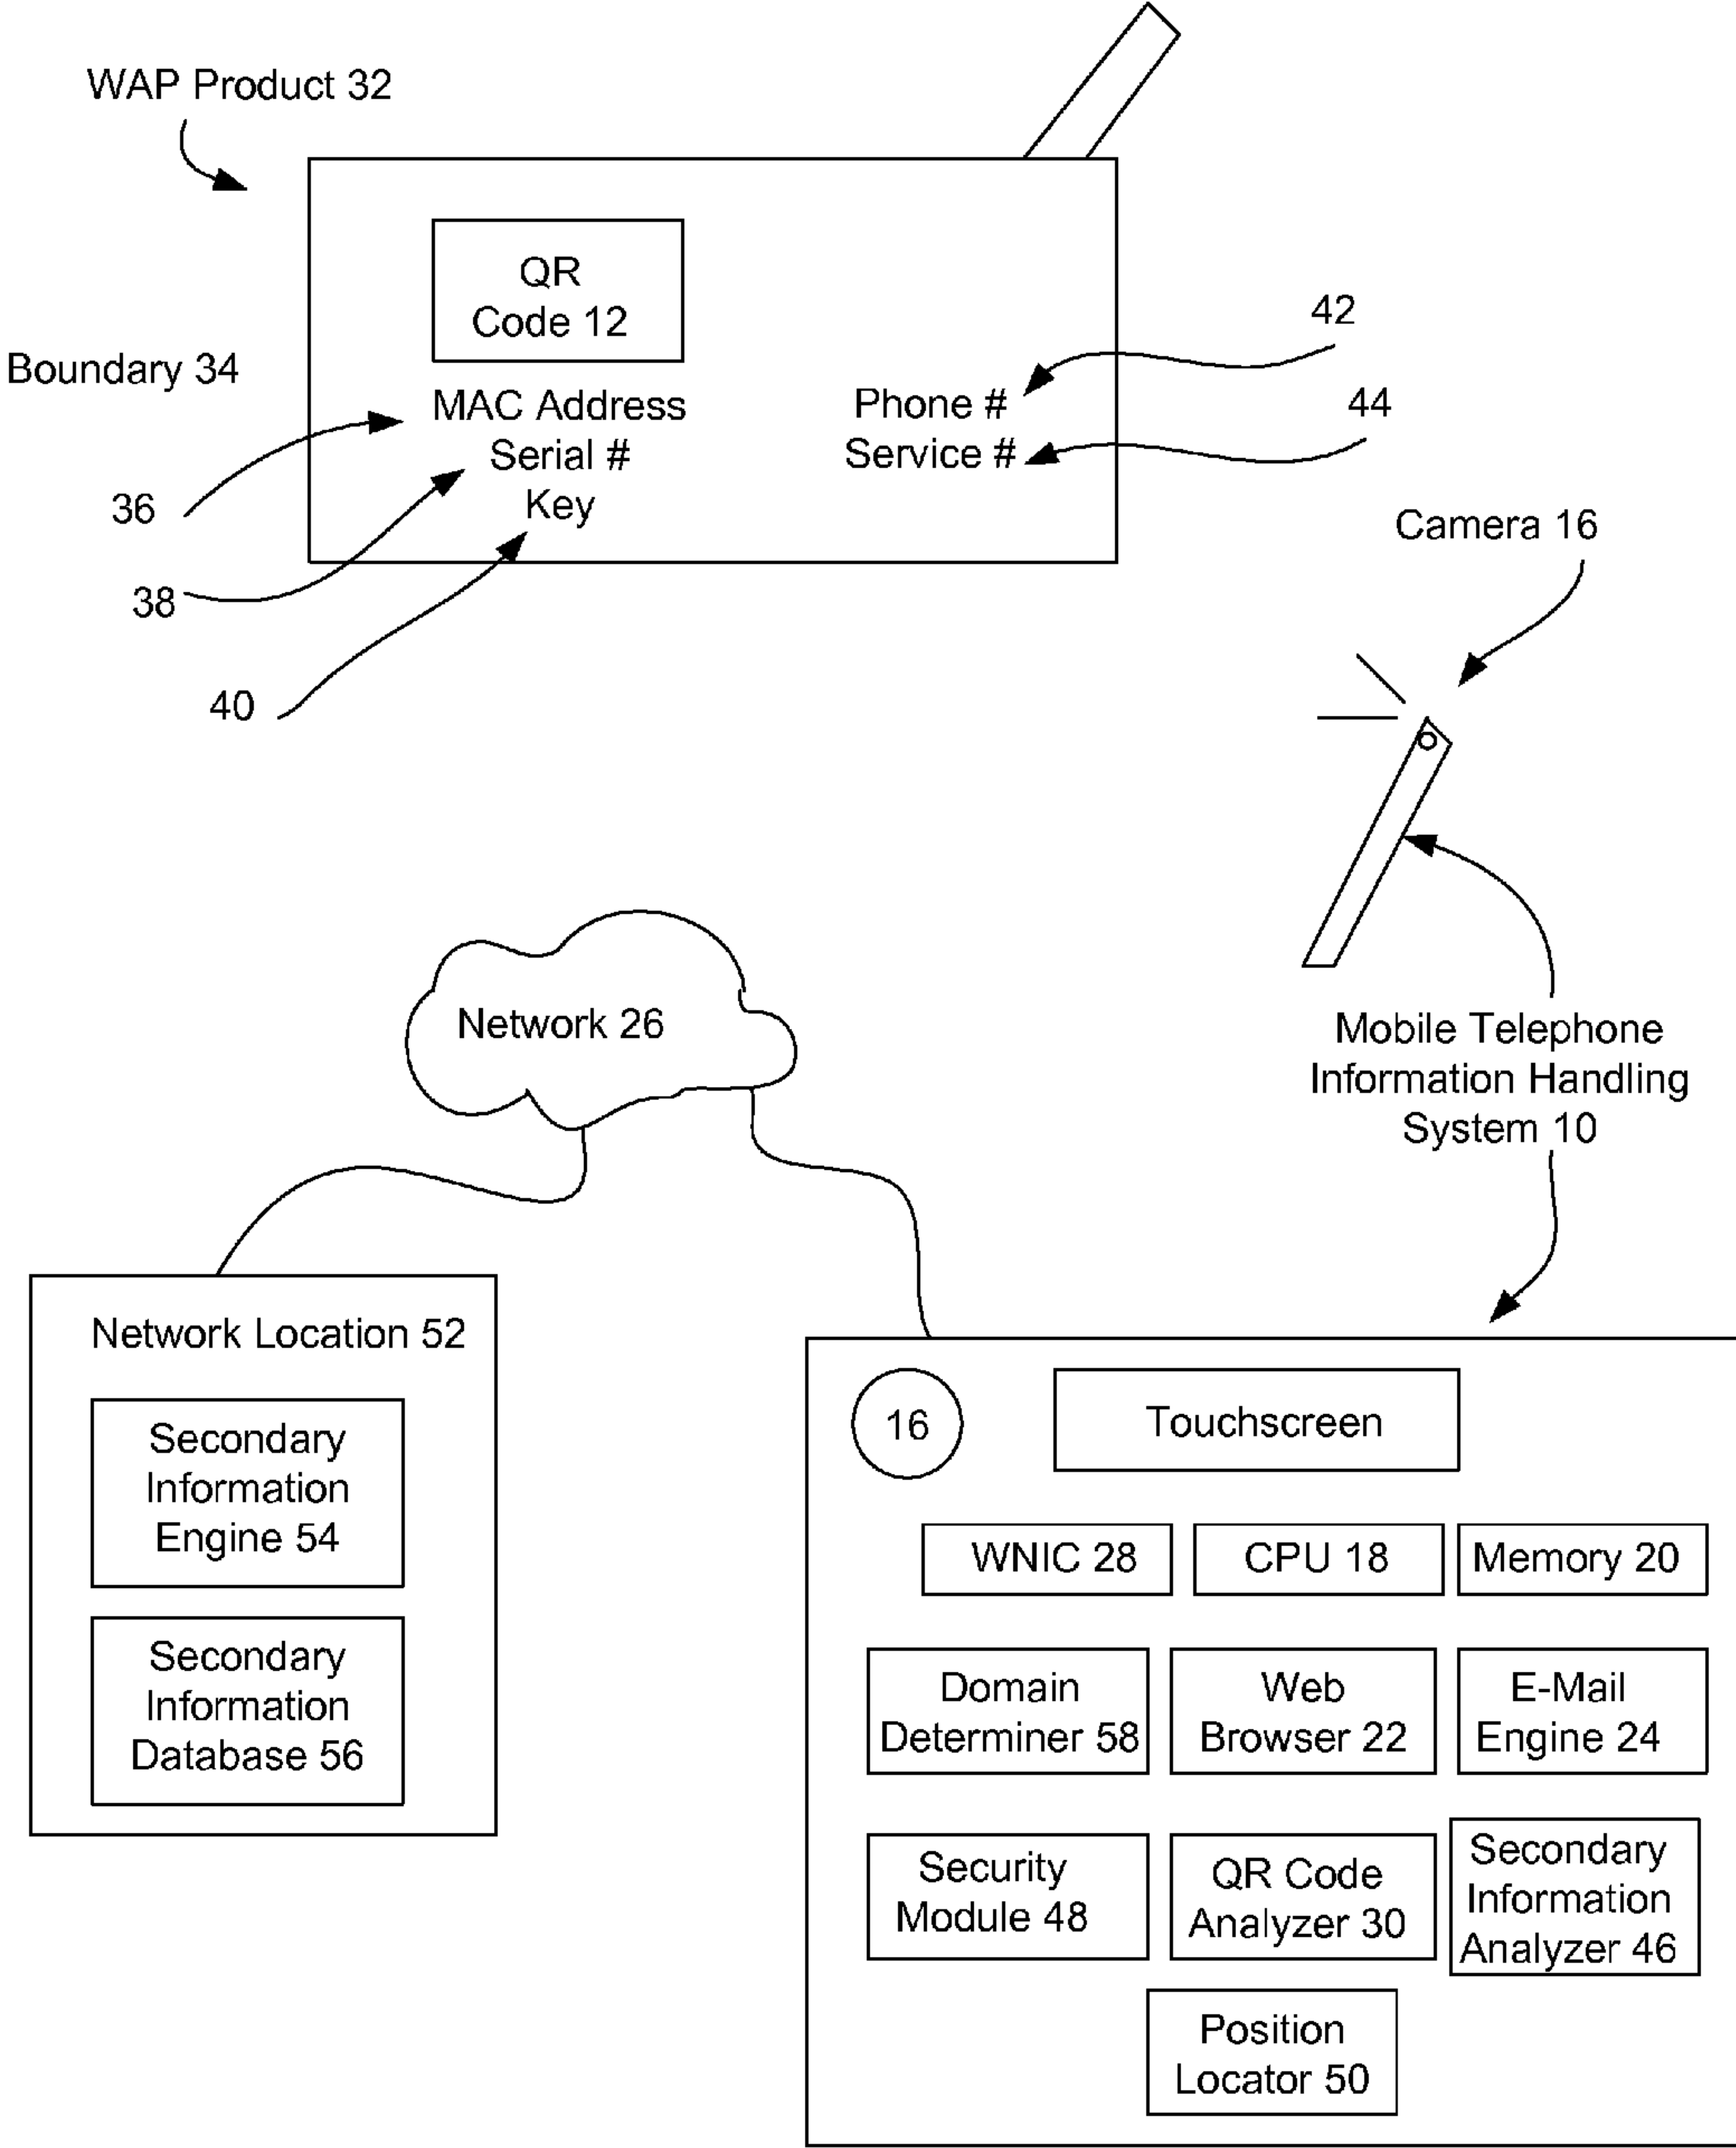 WAP Product 32
QR
Code 12
42
Boundary 34
MAC Address
Phone #
44
Serial #
Service #
36
Key
Camera 16
38
40
Network 26
Mobile Telephone
Information Handling
System 10
Network Location 52
Secondary
Information
Engine 54
Secondary
Information
Database 56
16
Touchscreen
WNIC 28
CPU 18
Memory 20
Domain
Determiner 58
Web
Browser 22
E-Mail
Engine 24
Security
Module 48
QR Code
Analyzer 30
Secondary
Information
Analyzer 46
Position
Locator 50